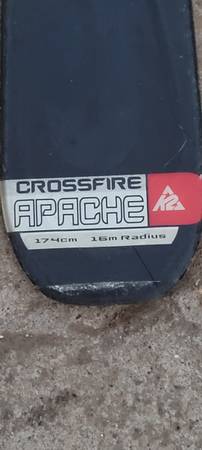 CROSSFIRE
APACHE
K2
174cm 16m Radius